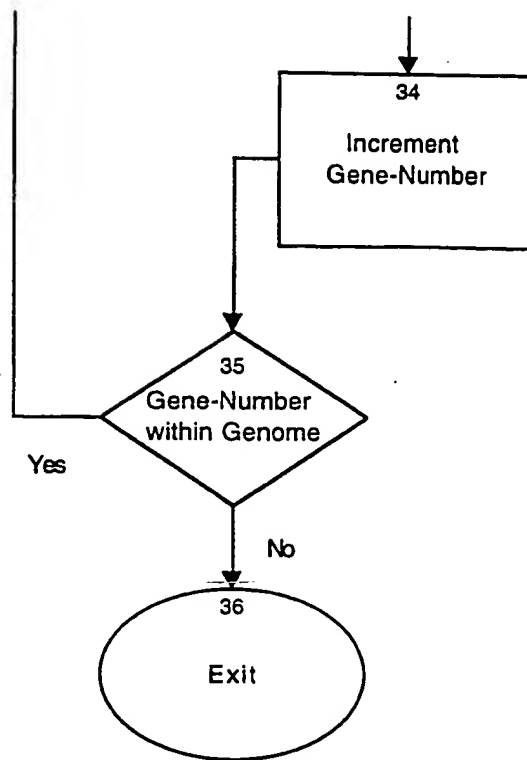 34
Increment
Gene-Number
35
Gene-Number
within Genome
Yes
No
36
Exit